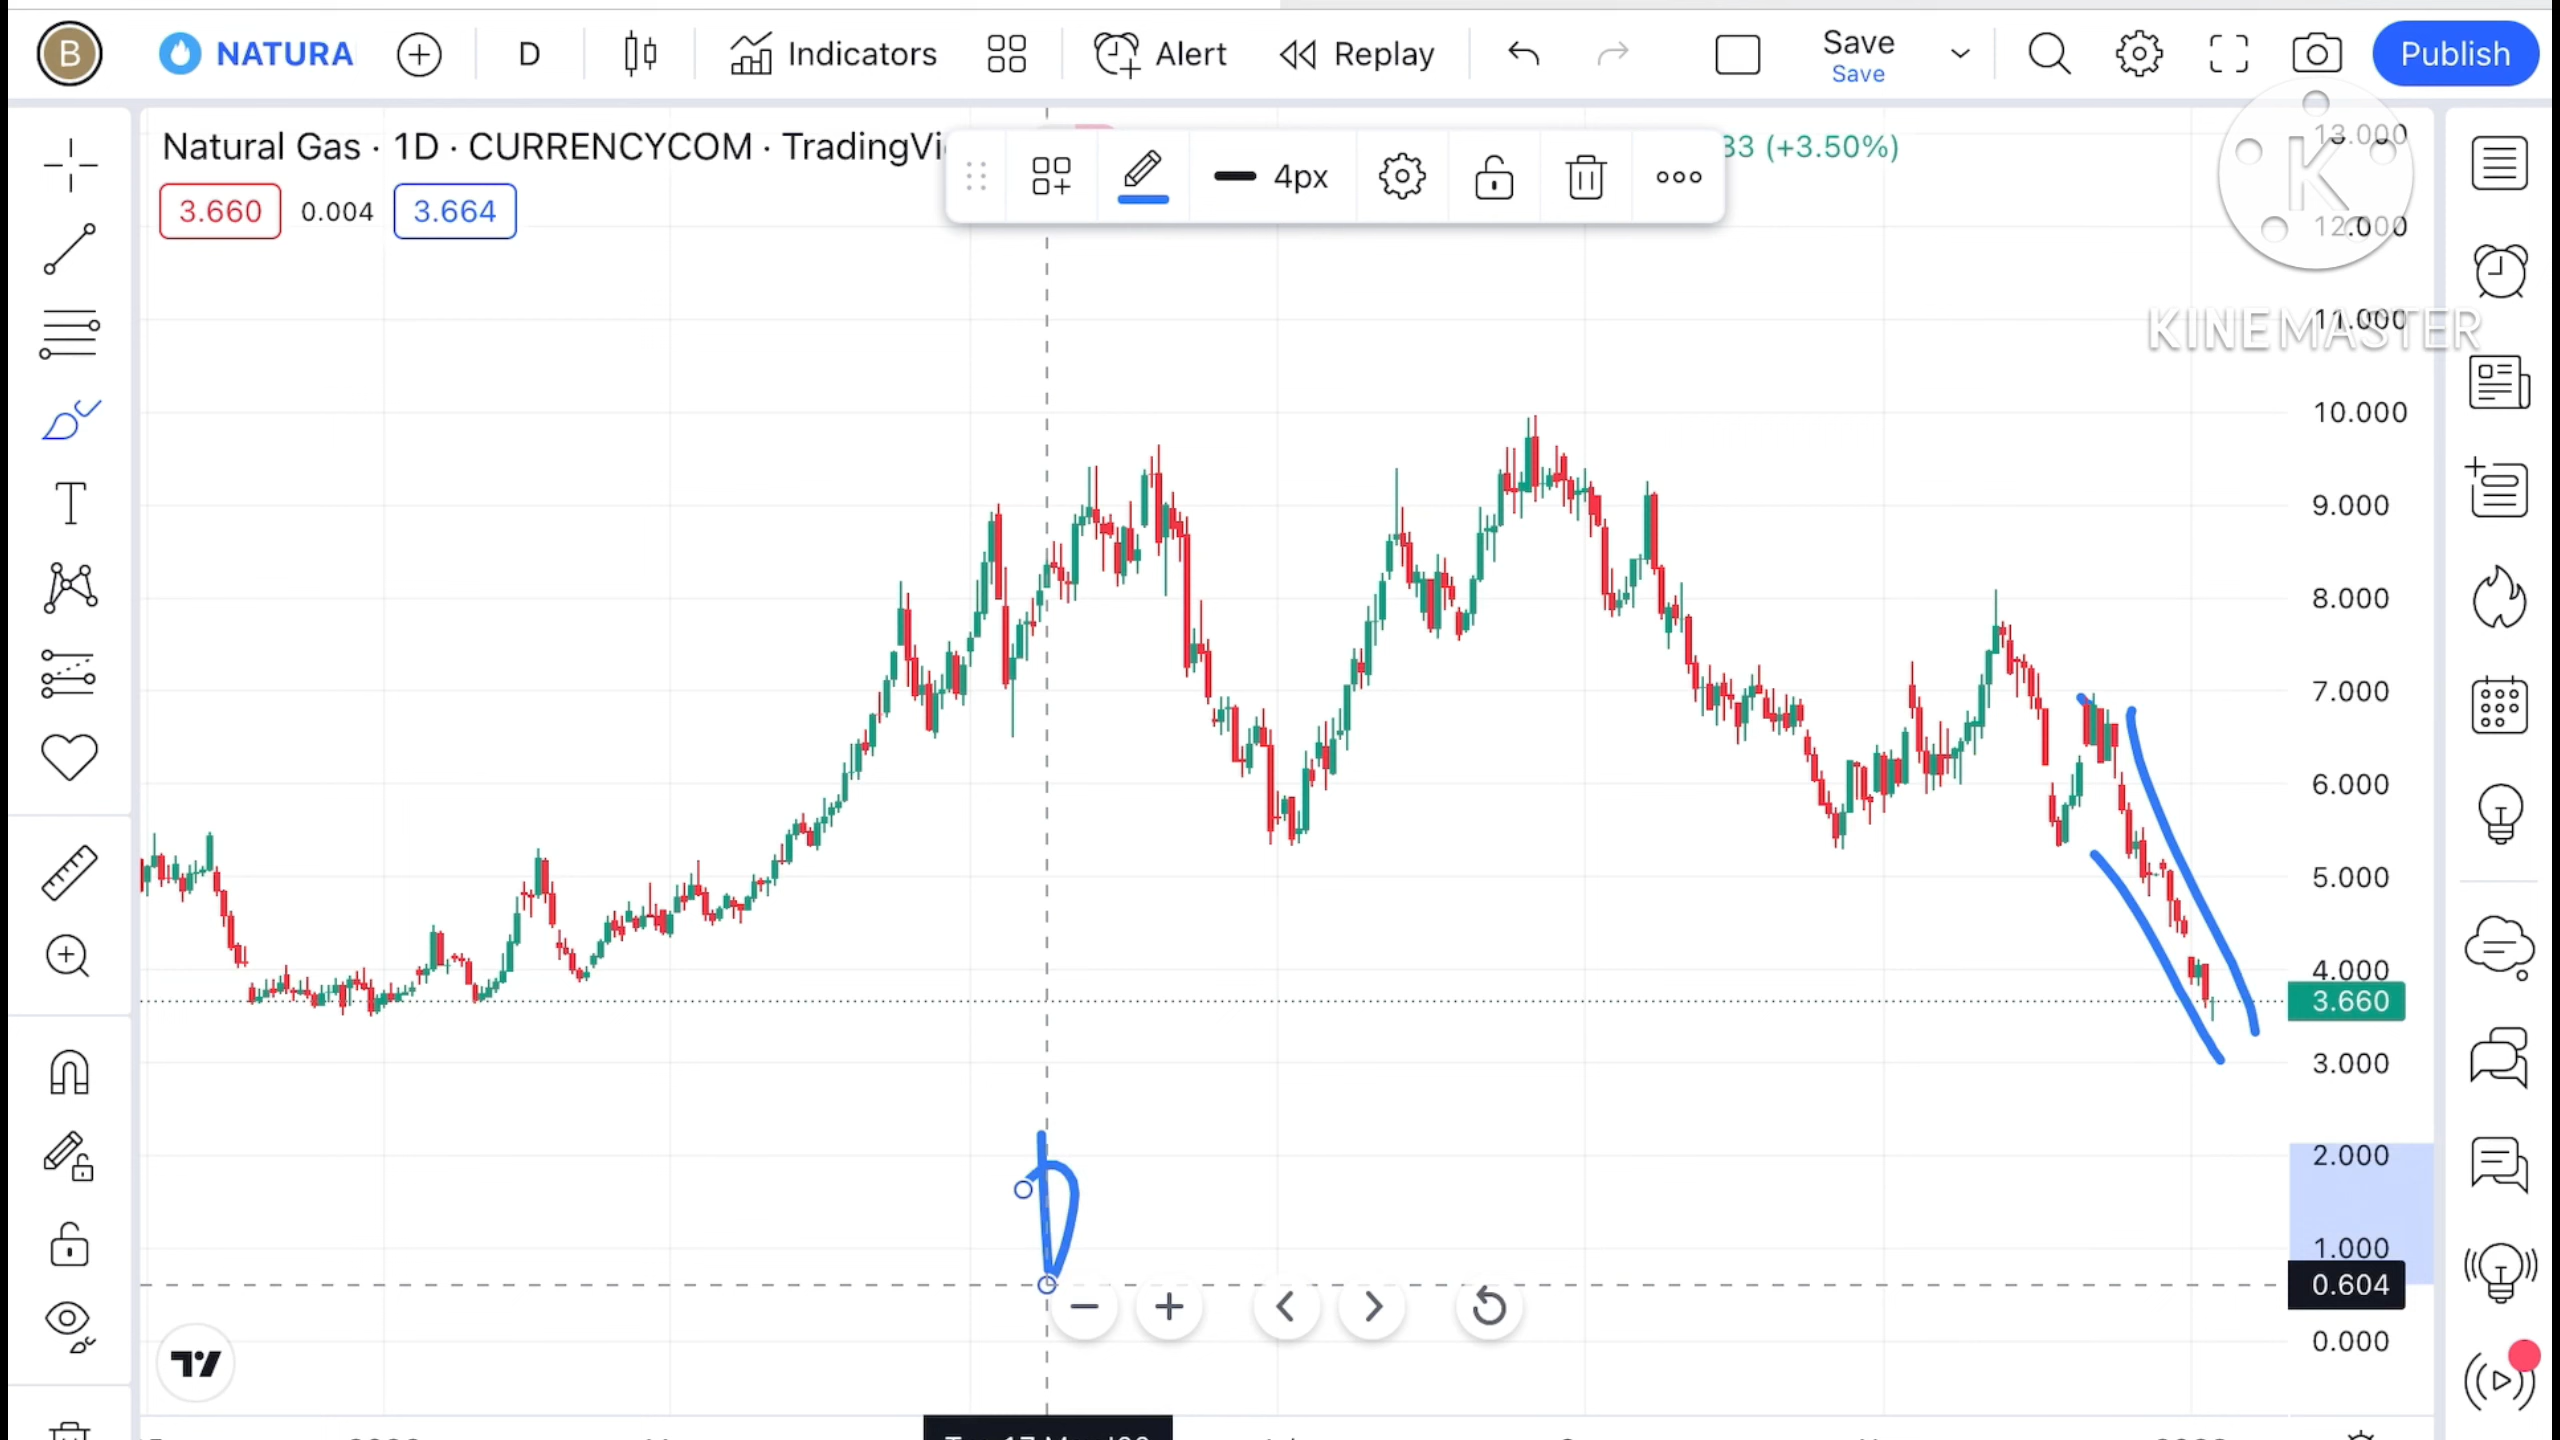 B NATURA D Indicators Alert Replay Save Publish
Save
Natural Gas · 1D · CURRENCYCOM · 33 (+3.50%)
4px
3.660 0.004 3.664
K
KINEMASTER
13.000
12.000
11.000
10.000
9.000
8.000
7.000
6.000
5.000
4.000
3.660
3.000
2.000
1.000
0.604
0.000
T